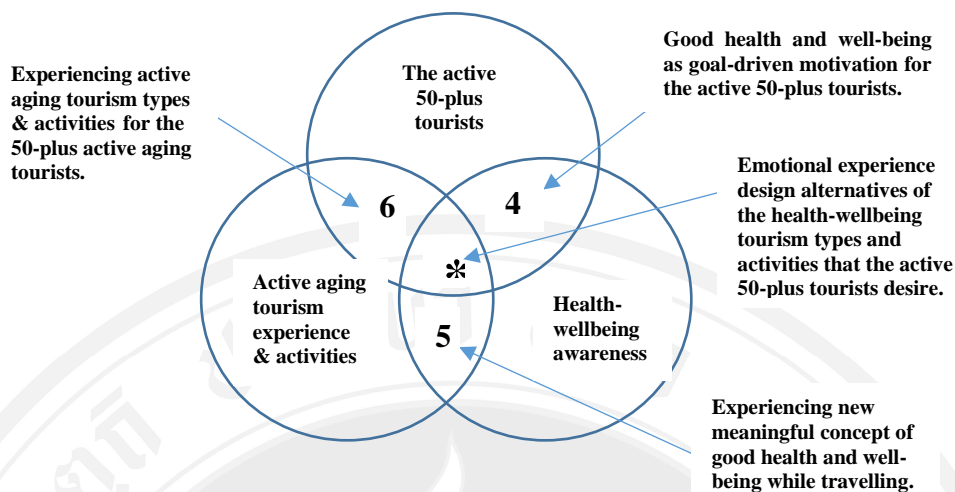 Good health and well-being
as goal-driven motivation for
the active 50-plus tourists.
Experiencing active
aging tourism types
& activities for the
50-plus active aging
tourists.
The active
50-plus
tourists
Emotional experience
design alternatives of
the health-wellbeing
tourism types and
activities that the active
50-plus tourists desire.
6
4
*
Active aging
tourism
experience
& activities
Health-
wellbeing
awareness
5
Experiencing new
meaningful concept of
good health and well-
being while travelling.